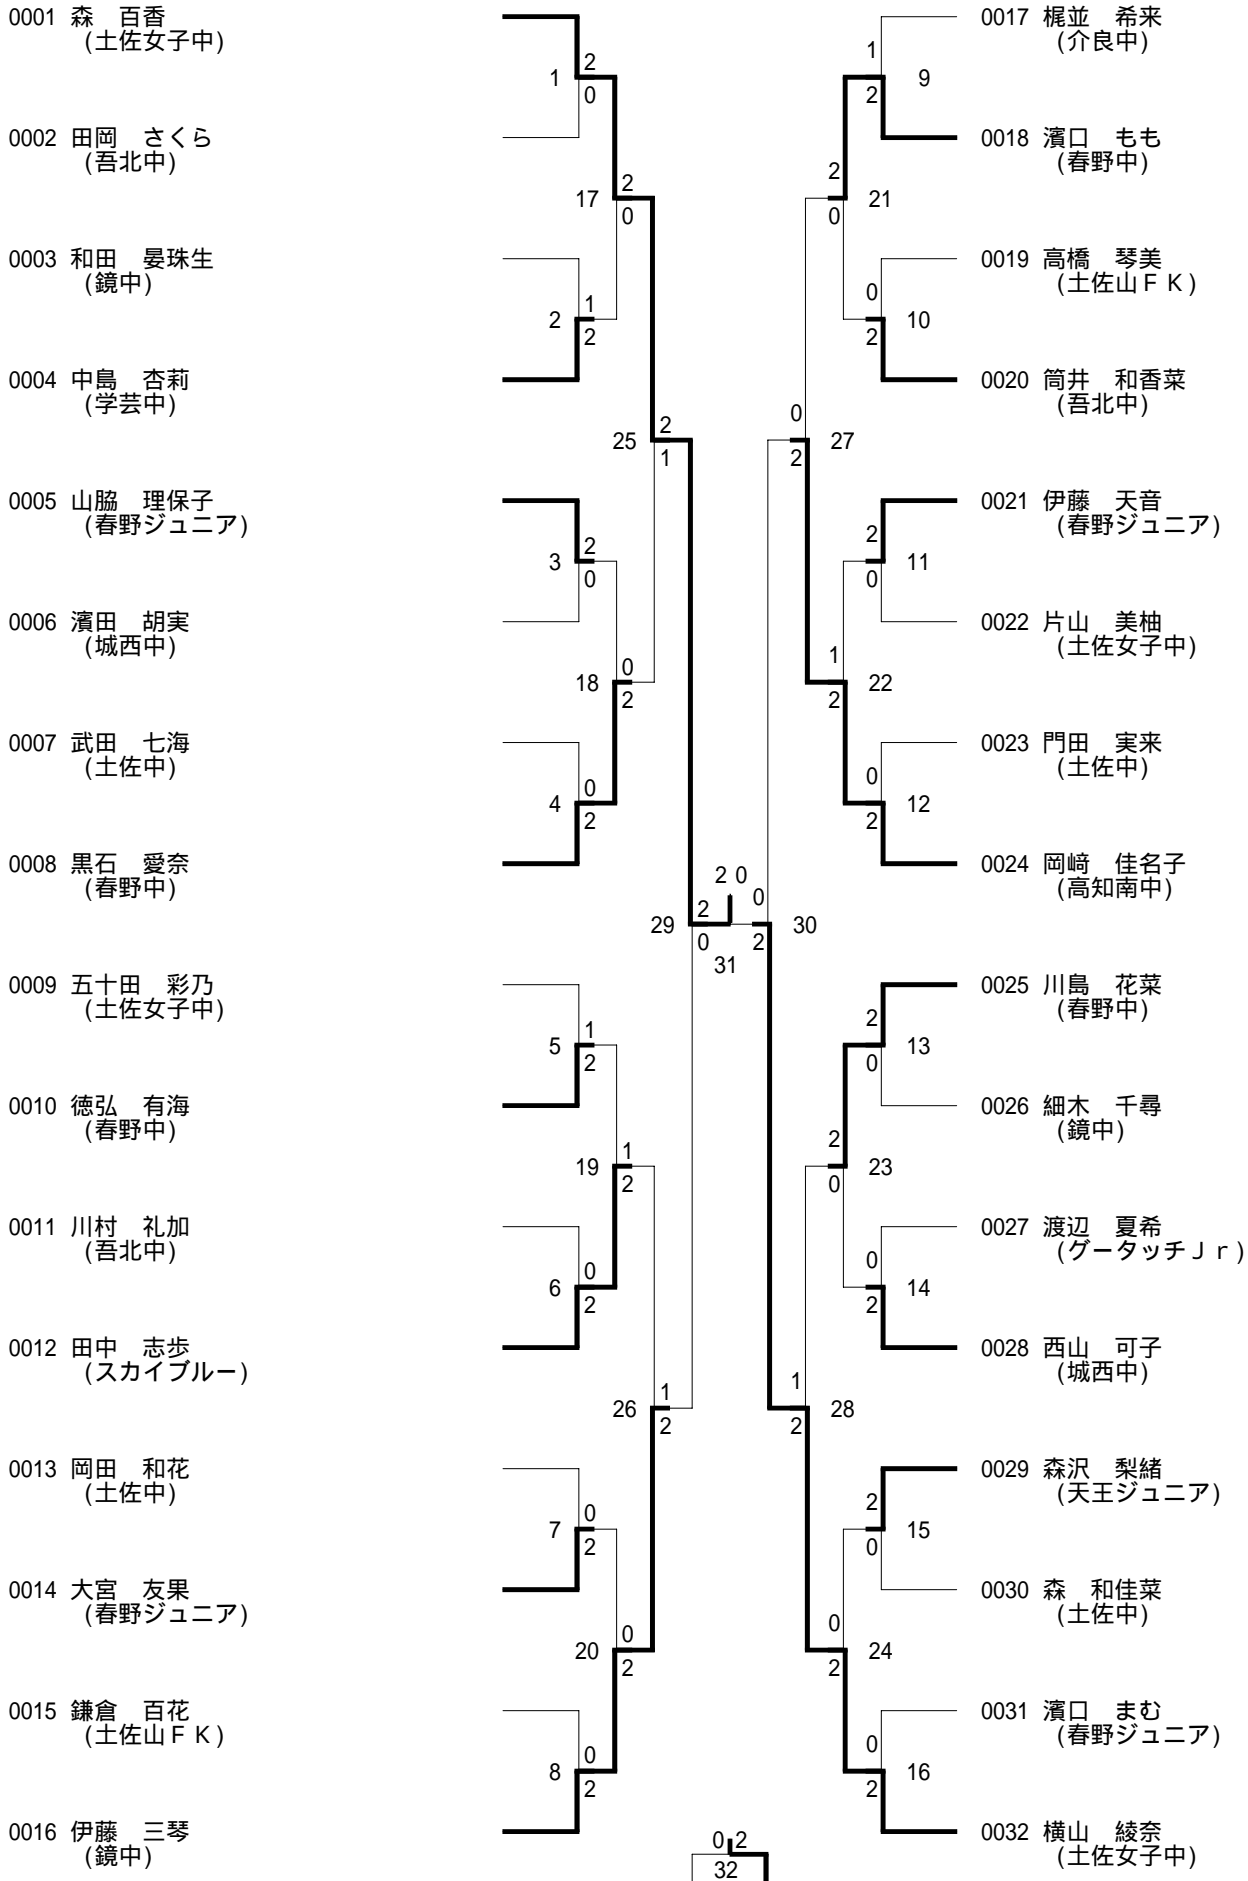 0001 森　百香
(土佐女子中)
1
2
0
0002 田岡　さくら
(吾北中)
17
2
0
0003 和田　晏珠生
(鏡中)
2
1
2
0004 中島　杏莉
(学芸中)
25
2
1
0005 山脇　理保子
(春野ジュニア)
3
2
0
0006 濱田　胡実
(城西中)
18
0
2
0007 武田　七海
(土佐中)
4
0
2
0008 黒石　愛奈
(春野中)
29
2
0
0009 五十田　彩乃
(土佐女子中)
5
1
2
0010 徳弘　有海
(春野中)
19
1
2
0011 川村　礼加
(吾北中)
6
0
2
0012 田中　志歩
(スカイブルー)
26
1
2
0013 岡田　和花
(土佐中)
7
0
2
0014 大宮　友果
(春野ジュニア)
20
0
2
0015 鎌倉　百花
(土佐山ＦＫ)
8
0
2
0016 伊藤　三琴
(鏡中)
2 0
31
0 2
32
0017 梶並　希来
(介良中)
1
2
9
0018 濱口　もも
(春野中)
2
0
21
0019 高橋　琴美
(土佐山ＦＫ)
0
2
10
0020 筒井　和香菜
(吾北中)
0
2
27
0021 伊藤　天音
(春野ジュニア)
2
0
11
0022 片山　美柚
(土佐女子中)
1
2
22
0023 門田　実来
(土佐中)
0
2
12
0024 岡﨑　佳名子
(高知南中)
0
2
30
0025 川島　花菜
(春野中)
2
0
13
0026 細木　千尋
(鏡中)
2
0
23
0027 渡辺　夏希
(グータッチＪｒ)
0
2
14
0028 西山　可子
(城西中)
1
2
28
0029 森沢　梨緒
(天王ジュニア)
2
0
15
0030 森　和佳菜
(土佐中)
0
2
24
0031 濱口　まむ
(春野ジュニア)
0
2
16
0032 横山　綾奈
(土佐女子中)